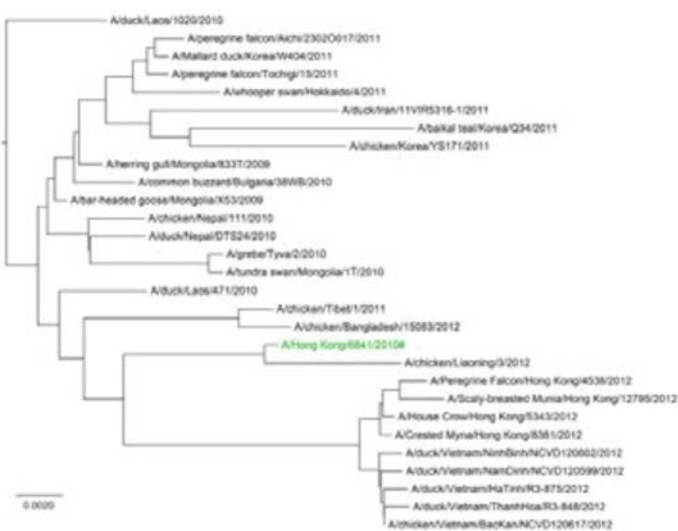 A/duck/Laos/1020/2010
A/peregrine falcon/Aichi/2302O017/2011
A/Mallard duck/Korea/W404/2011
A/peregrine falcon/Tochigi/15/2011
A/whooper swan/Hokkaido/4/2011
A/duck/Iran/11VIR5316-1/2011
A/baikal teal/Korea/Q34/2011
A/chicken/Korea/YS171/2011
A/herring gull/Mongolia/833T/2009
A/common buzzard/Bulgaria/38WB/2010
A/bar-headed goose/Mongolia/X53/2009
A/chicken/Nepal/111/2010
A/duck/Nepal/DTS24/2010
A/grebe/Tyva/2/2010
A/tundra swan/Mongolia/1T/2010
A/duck/Laos/471/2010
A/chicken/Tibet/1/2011
A/chicken/Bangladesh/15083/2012
A/Hong Kong/6841/2010#
A/chicken/Liaoning/3/2012
A/Peregrine Falcon/Hong Kong/4538/2012
A/Scaly-breasted Munia/Hong Kong/12795/2012
A/House Crow/Hong Kong/5343/2012
A/Crested Myna/Hong Kong/8381/2012
A/duck/Vietnam/NinhBinh/NCVD120602/2012
A/duck/Vietnam/NamDinh/NCVD120599/2012
A/duck/Vietnam/HaTinh/R3-875/2012
A/duck/Vietnam/ThanhHoa/R3-848/2012
A/chicken/Vietnam/BacKan/NCVD120617/2012
0.0020